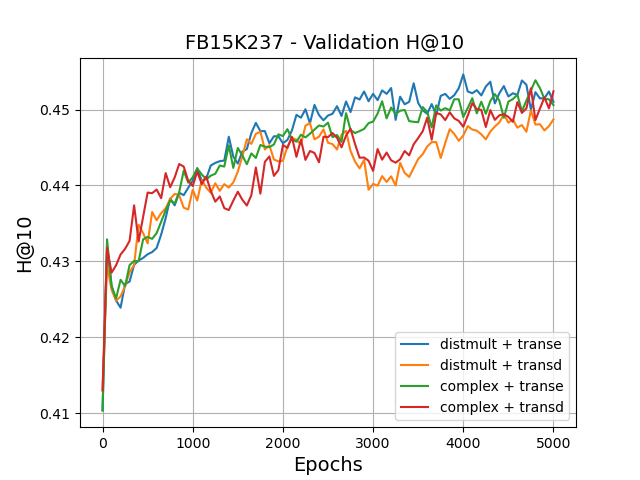 FB15K237 - Validation H@10
H@10
0.45
0.44
0.43
0.42
0.41
distmult + transe
distmult + transd
complex + transe
complex + transd
0 1000 2000 3000 4000 5000
Epochs